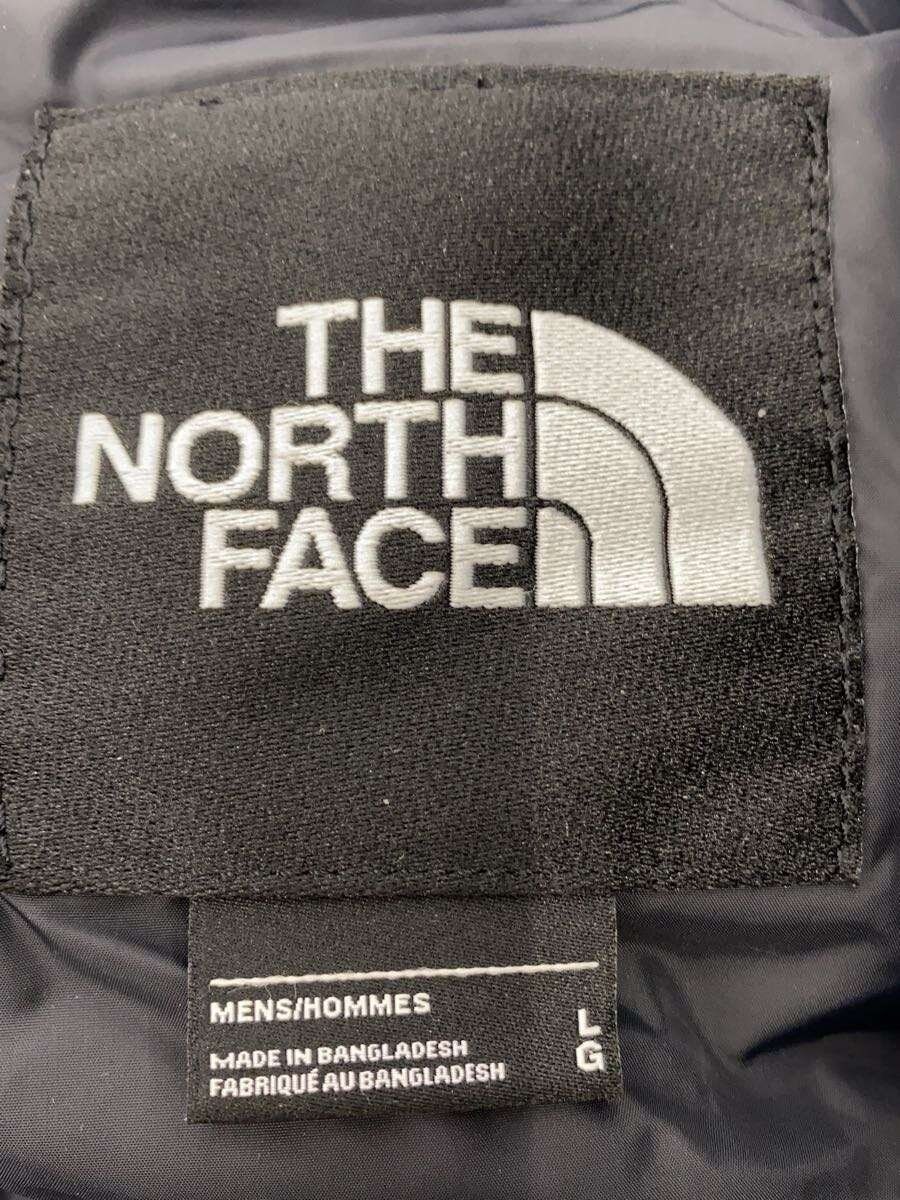 THE
NORTH
FACE
MENS/HOMMES
L
G
MADE IN BANGLADESH
FABRIQUÉ AU BANGLADESH